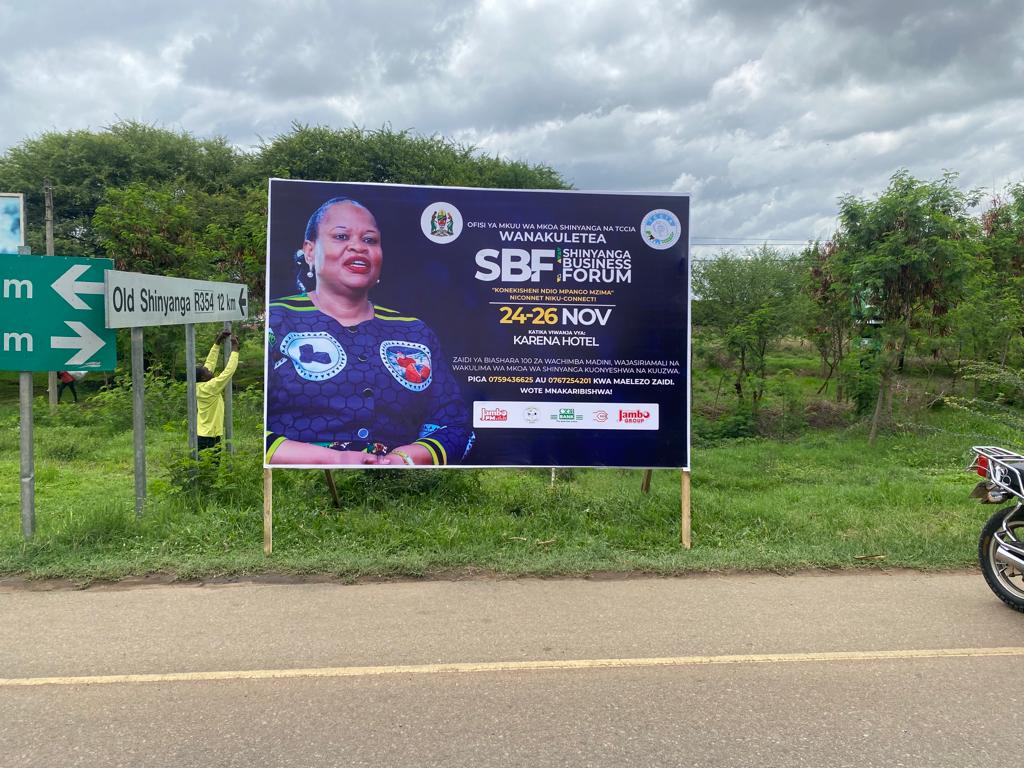 m
m
Old Shinyanga R354 12 km
OFISI YA MKUU WA MKOA SHINYANGA NA TCCIA
WANAKULETEA
SBF
SHINYANGA
BUSINESS
FORUM
"KONEKISHENI NDIO MPANGO MZIMA"
NICONNET NIKU-CONNECT!
24-26 NOV
KATIKA VIWANJA VYA:
KARENA HOTEL
ZAIDI YA BIASHARA 100 ZA WACHIMBA MADINI, WAJASIRIAMALI NA
WAKULIMA WA MKOA WA SHINYANGA KUONYESHWA NA KUUZWA.
PIGA 0759436625 AU 0767254201 KWA MAELEZO ZAIDI.
WOTE MNAKARIBISHWA!
Jambo
FM
BANK
Jambo
GROUP